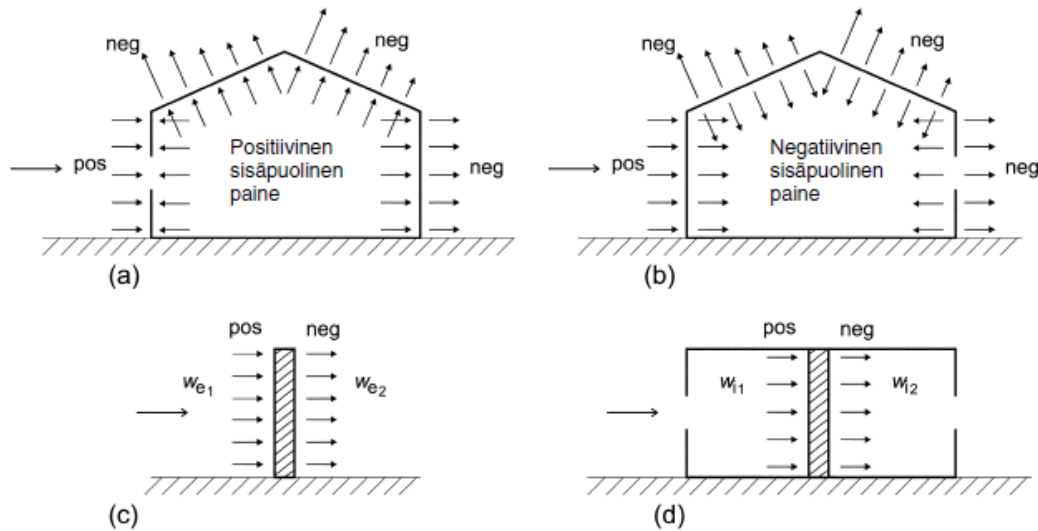 neg
neg
pos
Positiivinen
sisäpuolinen
paine
neg
(a)
neg
neg
pos
Negatiivinen
sisäpuolinen
paine
neg
(b)
pos
neg
we1
we2
(c)
pos
neg
wi1
wi2
(d)